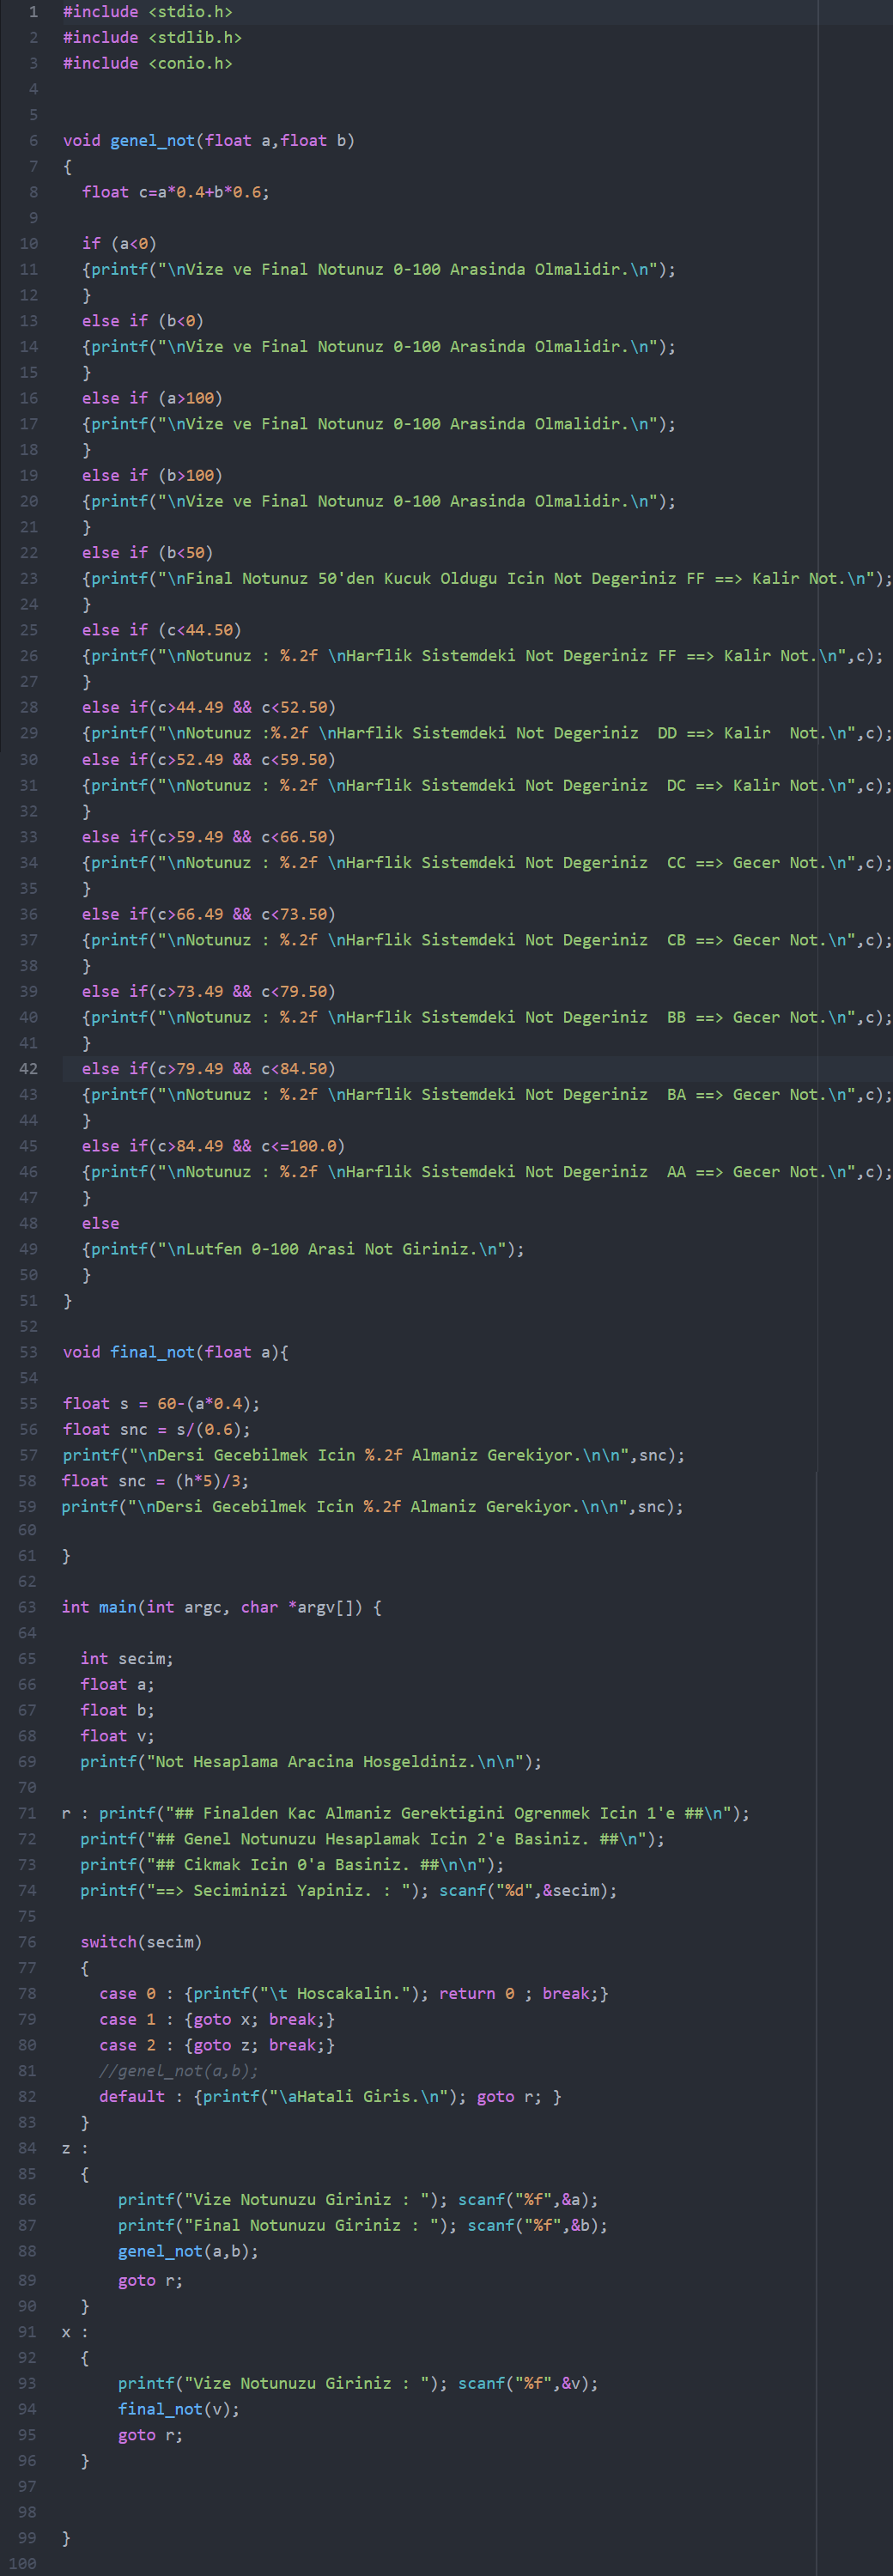 1 #include <stdio.h>
2 #include <stdlib.h>
3 #include <conio.h>
4
5
6 void genel_not(float a,float b)
7 {
8   float c=a*0.4+b*0.6;
9
10   if (a<0)
11   {printf("\nVize ve Final Notunuz 0-100 Arasinda Olmalidir.\n");
12   }
13   else if (b<0)
14   {printf("\nVize ve Final Notunuz 0-100 Arasinda Olmalidir.\n");
15   }
16   else if (a>100)
17   {printf("\nVize ve Final Notunuz 0-100 Arasinda Olmalidir.\n");
18   }
19   else if (b>100)
20   {printf("\nVize ve Final Notunuz 0-100 Arasinda Olmalidir.\n");
21   }
22   else if (b<50)
23   {printf("\nFinal Notunuz 50'den Kucuk Oldugu Icin Not Degeriniz FF ==> Kalir Not.\n");
24   }
25   else if (c<44.50)
26   {printf("\nNotunuz : %.2f \nHarflik Sistemdeki Not Degeriniz FF ==> Kalir Not.\n",c);
27   }
28   else if(c>44.49 && c<52.50)
29   {printf("\nNotunuz :%.2f \nHarflik Sistemdeki Not Degeriniz  DD ==> Kalir  Not.\n",c);
30   else if(c>52.49 && c<59.50)
31   {printf("\nNotunuz : %.2f \nHarflik Sistemdeki Not Degeriniz  DC ==> Kalir Not.\n",c);
32   }
33   else if(c>59.49 && c<66.50)
34   {printf("\nNotunuz : %.2f \nHarflik Sistemdeki Not Degeriniz  CC ==> Gecer Not.\n",c);
35   }
36   else if(c>66.49 && c<73.50)
37   {printf("\nNotunuz : %.2f \nHarflik Sistemdeki Not Degeriniz  CB ==> Gecer Not.\n",c);
38   }
39   else if(c>73.49 && c<79.50)
40   {printf("\nNotunuz : %.2f \nHarflik Sistemdeki Not Degeriniz  BB ==> Gecer Not.\n",c);
41   }
42   else if(c>79.49 && c<84.50)
43   {printf("\nNotunuz : %.2f \nHarflik Sistemdeki Not Degeriniz  BA ==> Gecer Not.\n",c);
44   }
45   else if(c>84.49 && c<=100.0)
46   {printf("\nNotunuz : %.2f \nHarflik Sistemdeki Not Degeriniz  AA ==> Gecer Not.\n",c);
47   }
48   else
49   {printf("\nLutfen 0-100 Arasi Not Giriniz.\n");
50   }
51 }
52
53 void final_not(float a){
54
55 float s = 60-(a*0.4);
56 float snc = s/(0.6);
57 printf("\nDersi Gecebilmek Icin %.2f Almaniz Gerekiyor.\n\n",snc);
58 float snc = (h*5)/3;
59 printf("\nDersi Gecebilmek Icin %.2f Almaniz Gerekiyor.\n\n",snc);
60
61 }
62
63 int main(int argc, char *argv[]) {
64
65   int secim;
66   float a;
67   float b;
68   float v;
69   printf("Not Hesaplama Aracina Hosgeldiniz.\n\n");
70
71 r : printf("## Finalden Kac Almaniz Gerektigini Ogrenmek Icin 1'e ##\n");
72   printf("## Genel Notunuzu Hesaplamak Icin 2'e Basiniz. ##\n");
73   printf("## Cikmak Icin 0'a Basiniz. ##\n\n");
74   printf("==> Seciminizi Yapiniz. : "); scanf("%d",&secim);
75
76   switch(secim)
77   {
78     case 0 : {printf("\t Hoscakalin."); return 0 ; break;}
79     case 1 : {goto x; break;}
80     case 2 : {goto z; break;}
81     //genel_not(a,b);
82     default : {printf("\aHatali Giris.\n"); goto r; }
83   }
84 z :
85   {
86       printf("Vize Notunuzu Giriniz : "); scanf("%f",&a);
87       printf("Final Notunuzu Giriniz : "); scanf("%f",&b);
88       genel_not(a,b);
89       goto r;
90   }
91 x :
92   {
93       printf("Vize Notunuzu Giriniz : "); scanf("%f",&v);
94       final_not(v);
95       goto r;
96   }
97
98
99 }
100